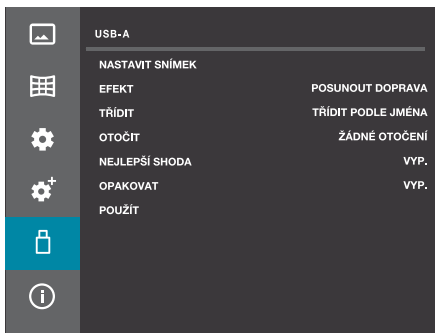 USB-A
NASTAVIT SNÍMEK
EFEKT POSUNOUT DOPRAVA
TŘÍDIT TŘÍDIT PODLE JMÉNA
OTOČIT ŽÁDNÉ OTOČENÍ
NEJLEPŠÍ SHODA VYP.
OPAKOVAT VYP.
POUŽÍT